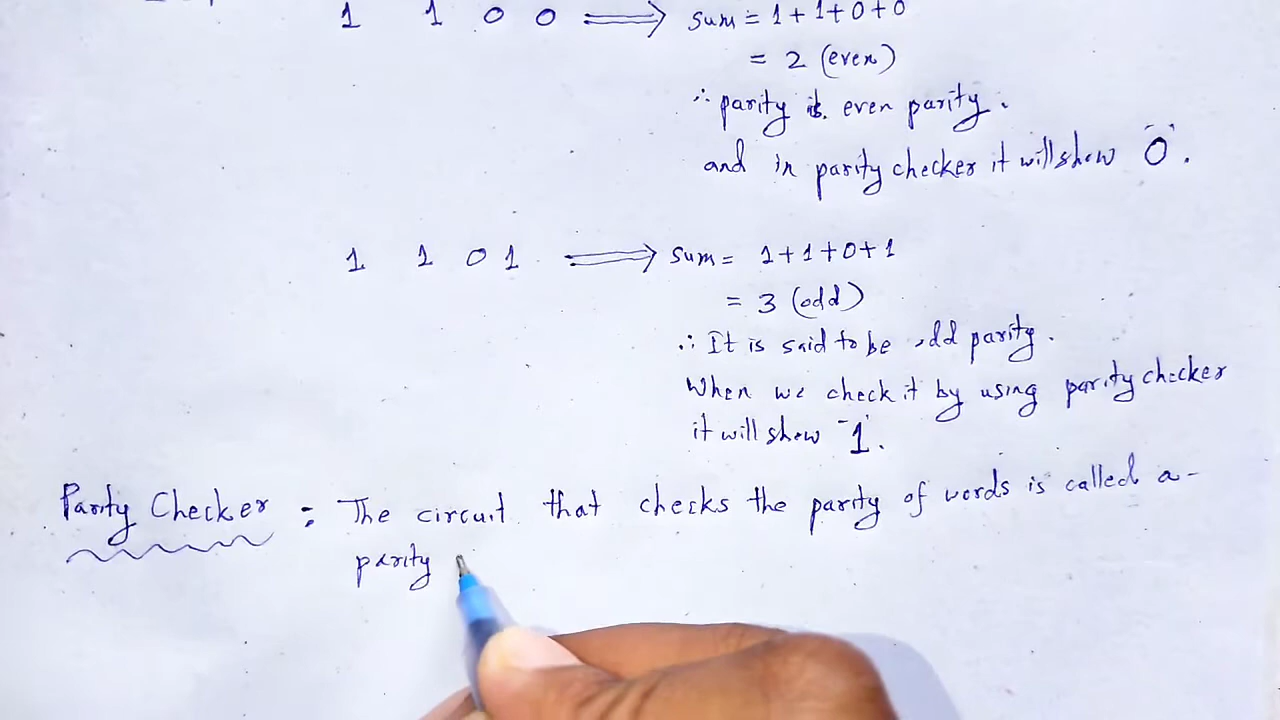 1 1 0 0 ⟹ sum = 1+1+0+0
= 2 (even)
∴ parity is even parity.
and in parity checker it will show "0".
1 1 0 1 ⟹ sum = 1+1+0+1
= 3 (odd)
∴ It is said to be odd parity.
When we check it by using parity checker
it will show "1".
Parity Checker : The circuit that checks the parity of words is called a-
parity